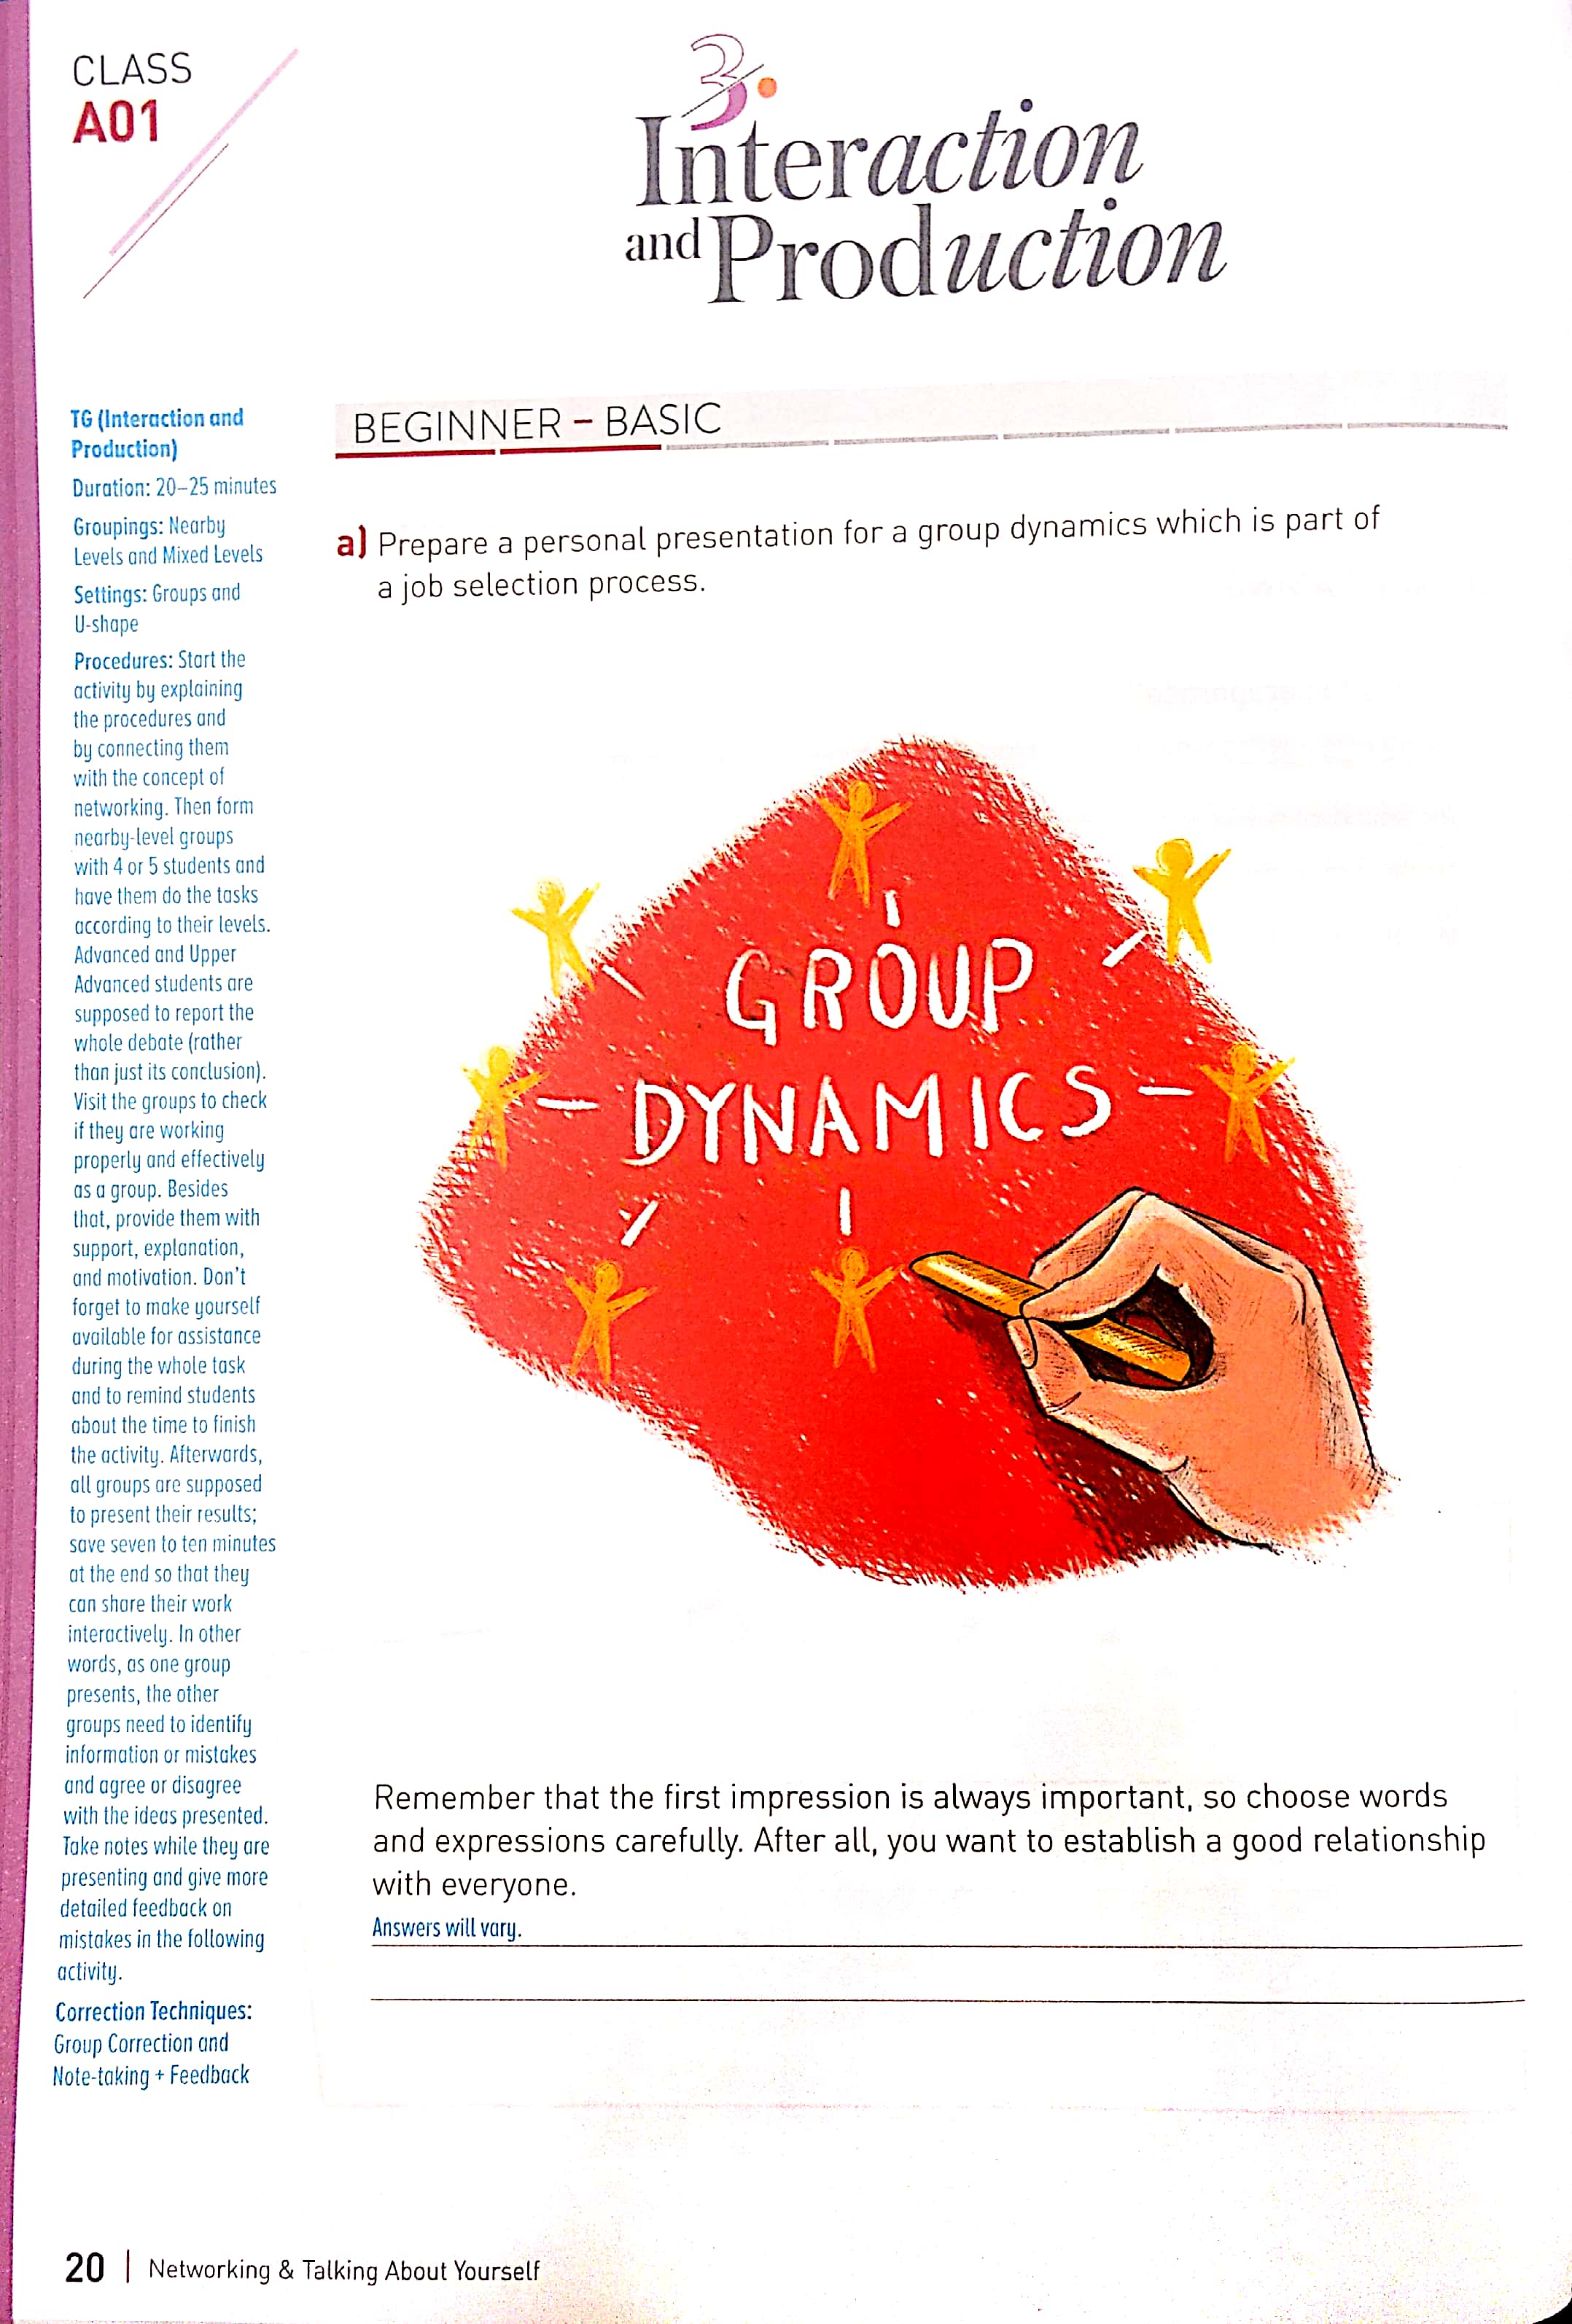 CLASS
A01
3.
Interaction
and Production
TG (Interaction and
Production)
Duration: 20–25 minutes
Groupings: Nearby
Levels and Mixed Levels
Settings: Groups and
U-shape
Procedures: Start the
activity by explaining
the procedures and
by connecting them
with the concept of
networking. Then form
nearby-level groups
with 4 or 5 students and
have them do the tasks
according to their levels.
Advanced and Upper
Advanced students are
supposed to report the
whole debate (rather
than just its conclusion).
Visit the groups to check
if they are working
properly and effectively
as a group. Besides
that, provide them with
support, explanation,
and motivation. Don't
forget to make yourself
available for assistance
during the whole task
and to remind students
about the time to finish
the activity. Afterwards,
all groups are supposed
to present their results;
save seven to ten minutes
at the end so that they
can share their work
interactively. In other
words, as one group
presents, the other
groups need to identify
information or mistakes
and agree or disagree
with the ideas presented.
Take notes while they are
presenting and give more
detailed feedback on
mistakes in the following
activity.
Correction Techniques:
Group Correction and
Note-taking + Feedback
BEGINNER – BASIC
a) Prepare a personal presentation for a group dynamics which is part of
a job selection process.
GROUP
DYNAMICS
Remember that the first impression is always important, so choose words
and expressions carefully. After all, you want to establish a good relationship
with everyone.
Answers will vary.
20 | Networking & Talking About Yourself